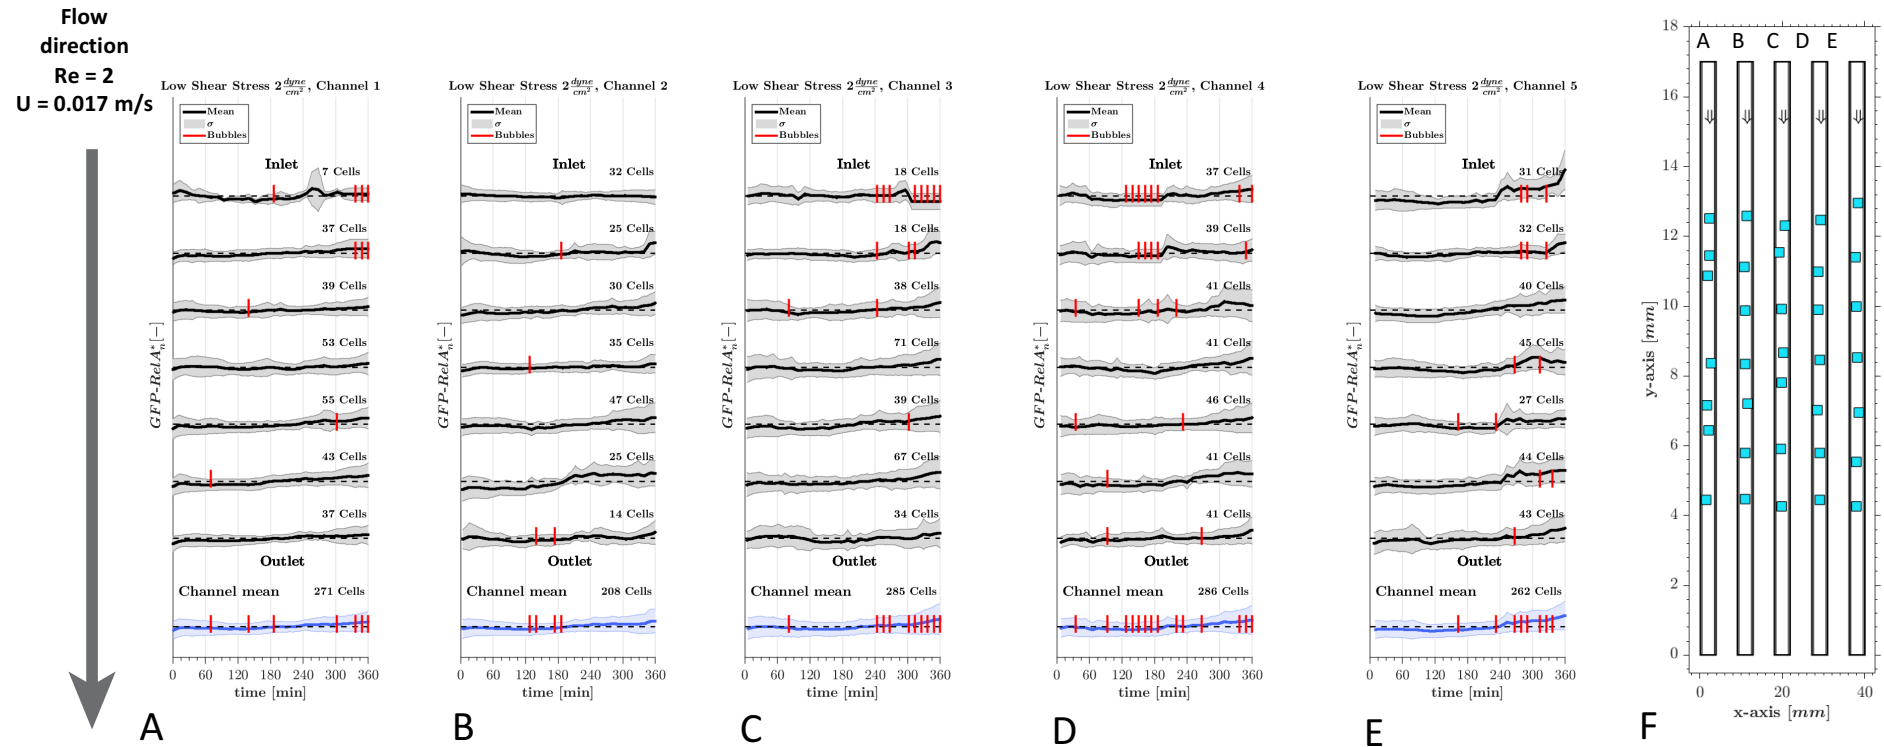 Flow
direction
Re = 2
U = 0.017 m/s
Low Shear Stress 2 dyne/cm², Channel 1
Mean
σ
Bubbles
Inlet
7 Cells
37 Cells
39 Cells
53 Cells
55 Cells
43 Cells
37 Cells
Outlet
Channel mean
271 Cells
GFP-RelA*n [−]
0 60 120 180 240 300 360
time [min]
A
Low Shear Stress 2 dyne/cm², Channel 2
Mean
σ
Bubbles
Inlet
32 Cells
25 Cells
30 Cells
35 Cells
47 Cells
25 Cells
14 Cells
Outlet
Channel mean
208 Cells
GFP-RelA*n [−]
0 60 120 180 240 300 360
time [min]
B
Low Shear Stress 2 dyne/cm², Channel 3
Mean
σ
Bubbles
Inlet
18 Cells
18 Cells
38 Cells
71 Cells
39 Cells
67 Cells
34 Cells
Outlet
Channel mean
285 Cells
GFP-RelA*n [−]
0 60 120 180 240 300 360
time [min]
C
Low Shear Stress 2 dyne/cm², Channel 4
Mean
σ
Bubbles
Inlet
37 Cells
39 Cells
41 Cells
41 Cells
46 Cells
41 Cells
41 Cells
Outlet
Channel mean
286 Cells
GFP-RelA*n [−]
0 60 120 180 240 300 360
time [min]
D
Low Shear Stress 2 dyne/cm², Channel 5
Mean
σ
Bubbles
Inlet
31 Cells
32 Cells
40 Cells
45 Cells
27 Cells
44 Cells
43 Cells
Outlet
Channel mean
262 Cells
GFP-RelA*n [−]
0 60 120 180 240 300 360
time [min]
E
A B C D E
18
16
14
12
10
8
6
4
2
0
y-axis [mm]
0 20 40
x-axis [mm]
F